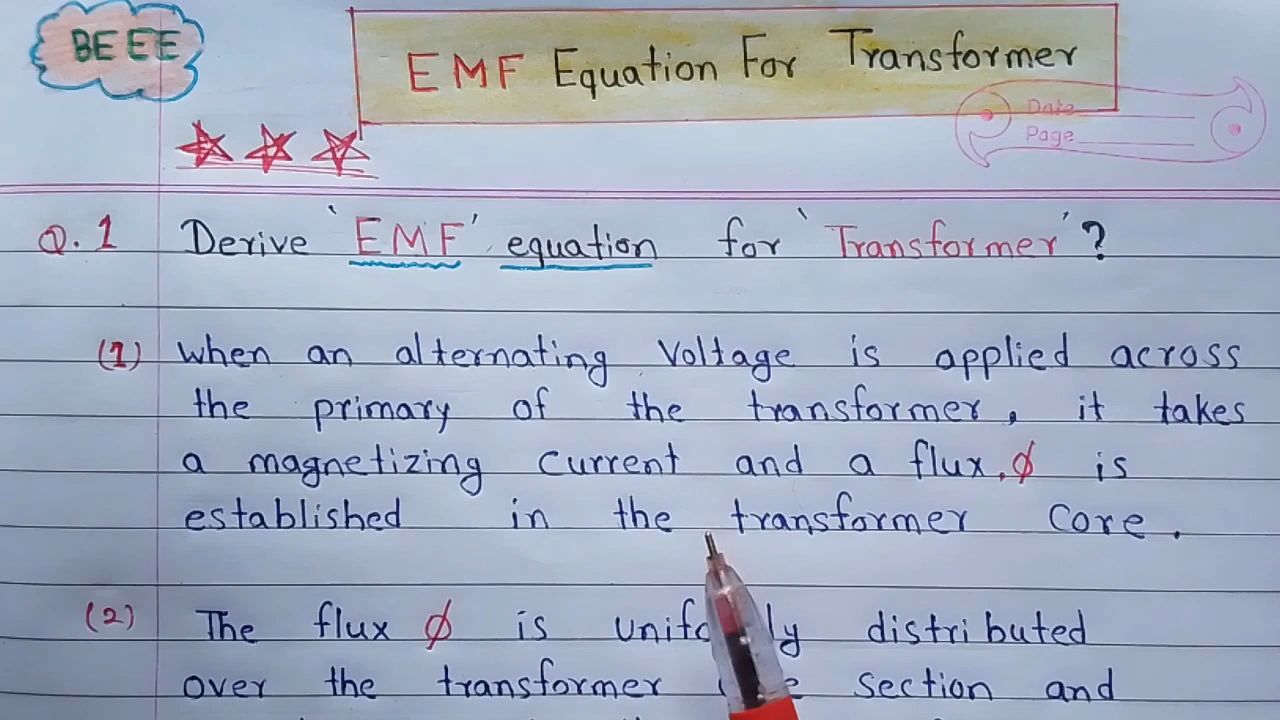 BEEE
EMF Equation For Transformer
Date
Page
Q.1 Derive 'EMF' equation for 'Transformer'?
(1) when an alternating voltage is applied across
the primary of the transformer, it takes
a magnetizing current and a flux, ϕ is
established in the transformer core.
(2) The flux ϕ is distributed
over the transformer section and